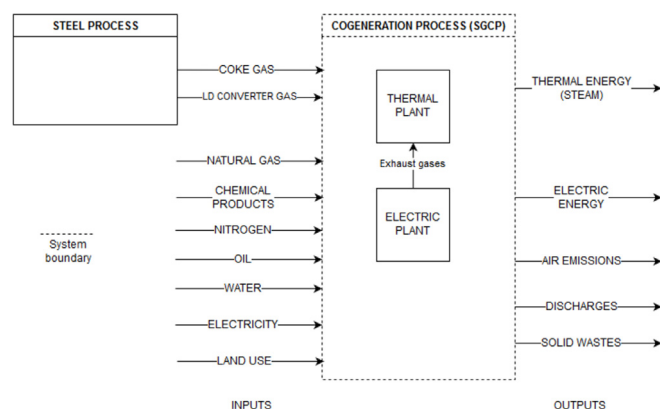 STEEL PROCESS
COGENERATION PROCESS (SGCP)
COKE GAS
LD CONVERTER GAS
THERMAL
PLANT
THERMAL ENERGY
(STEAM)
Exhaust gases
NATURAL GAS
CHEMICAL
PRODUCTS
ELECTRIC
PLANT
ELECTRIC
ENERGY
NITROGEN
System
boundary
OIL
AIR EMISSIONS
WATER
DISCHARGES
ELECTRICITY
SOLID WASTES
LAND USE
INPUTS
OUTPUTS